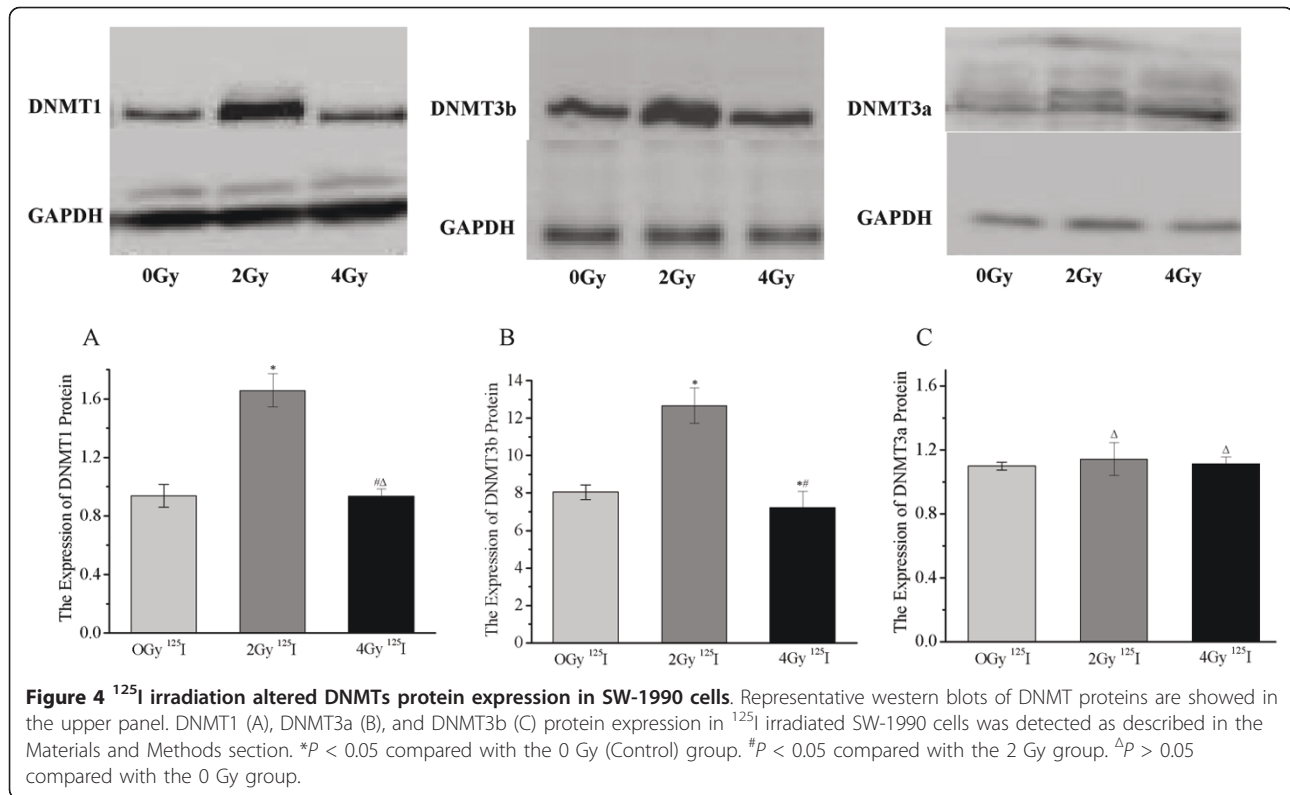 DNMT1
DNMT3b
DNMT3a
GAPDH
GAPDH
GAPDH
0Gy 2Gy 4Gy
0Gy 2Gy 4Gy
0Gy 2Gy 4Gy
A
The Expression of DNMT1 Protein
1.6
1.2
0.8
0.4
0.0
*
#Δ
OGy ¹²⁵I
2Gy ¹²⁵I
4Gy ¹²⁵I
B
The Expression of DNMT3b Protein
14
12
10
8
6
4
2
0
*
*#
OGy ¹²⁵I
2Gy ¹²⁵I
4Gy ¹²⁵I
C
The Expression of DNMT3a Protein
1.6
1.2
0.8
0.4
0.0
Δ
Δ
OGy ¹²⁵I
2Gy ¹²⁵I
4Gy ¹²⁵I
Figure 4 ¹²⁵I irradiation altered DNMTs protein expression in SW-1990 cells. Representative western blots of DNMT proteins are showed in
the upper panel. DNMT1 (A), DNMT3a (B), and DNMT3b (C) protein expression in ¹²⁵I irradiated SW-1990 cells was detected as described in the
Materials and Methods section. *P < 0.05 compared with the 0 Gy (Control) group. #P < 0.05 compared with the 2 Gy group. ΔP > 0.05
compared with the 0 Gy group.